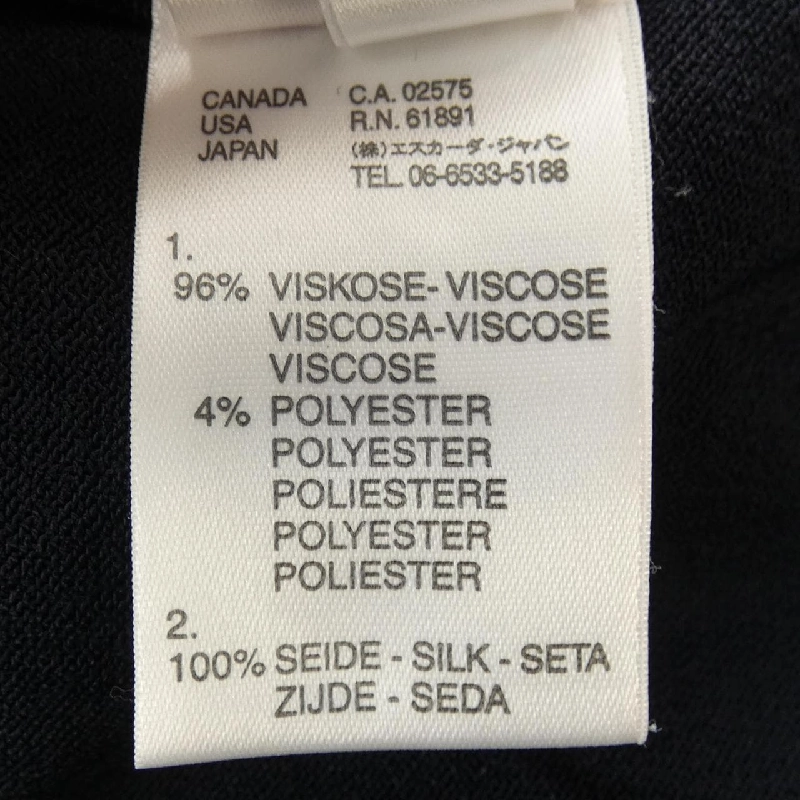 CANADA C.A. 02575
USA R.N. 61891
JAPAN (株)エスカーダ・ジャパン
TEL. 06-6533-5188
1.
96% VISKOSE- VISCOSE
VISCOSA-VISCOSE
VISCOSE
4% POLYESTER
POLYESTER
POLIESTERE
POLYESTER
POLIESTER
2.
100% SEIDE - SILK - SETA
ZIJDE - SEDA